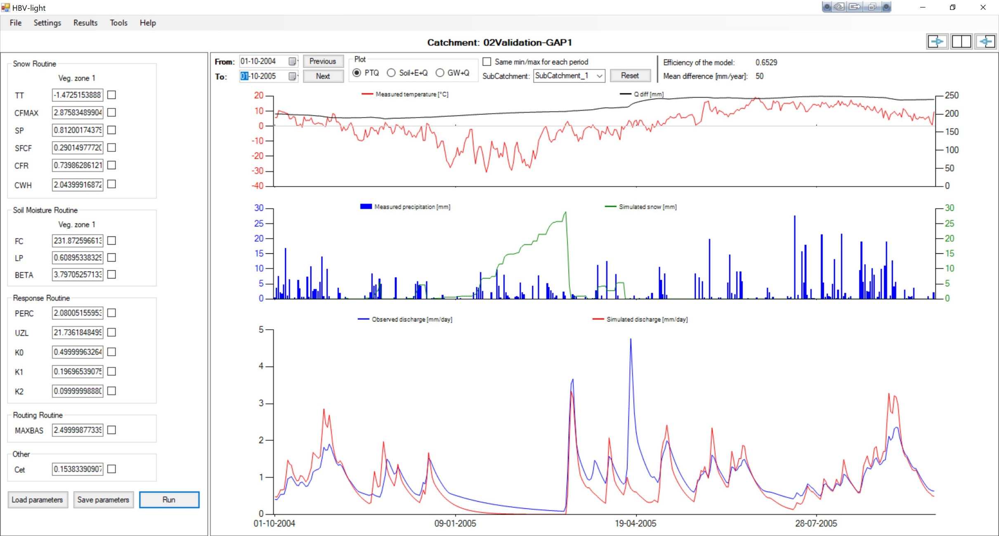 HBV-light
File Settings Results Tools Help
Catchment: 02Validation-GAP1
Snow Routine
Veg. zone 1
TT -1.4725153888
CFMAX 2.87583489904
SP 0.81200174379
SFCF 0.29014977720
CFR 0.73986286121
CWH 2.04399916872
Soil Moisture Routine
Veg. zone 1
FC 231.872596613
LP 0.60895338329
BETA 3.79705257133
Response Routine
PERC 2.08005155953
UZL 21.7361848499
K0 0.49999963264
K1 0.19696539075
K2 0.09999998880
Routing Routine
MAXBAS 2.49999877339
Other
Cet 0.15383390907
Load parameters Save parameters Run
From: 01-10-2004 Previous
To: 01-10-2005 Next
Plot
PTQ Soil+E+Q GW+Q
Same min/max for each period
SubCatchment: SubCatchment_1 Reset
Efficiency of the model: 0.6529
Mean difference [mm/year]: 50
Measured temperature [°C] Q diff [mm]
20 250
10 200
0 150
-10
-20 100
-30 50
-40 0
Measured precipitation [mm] Simulated snow [mm]
30 30
25 25
20 20
15 15
10 10
5 5
0 0
Observed discharge [mm/day] Simulated discharge [mm/day]
5
4
3
2
1
0
01-10-2004 09-01-2005 19-04-2005 28-07-2005